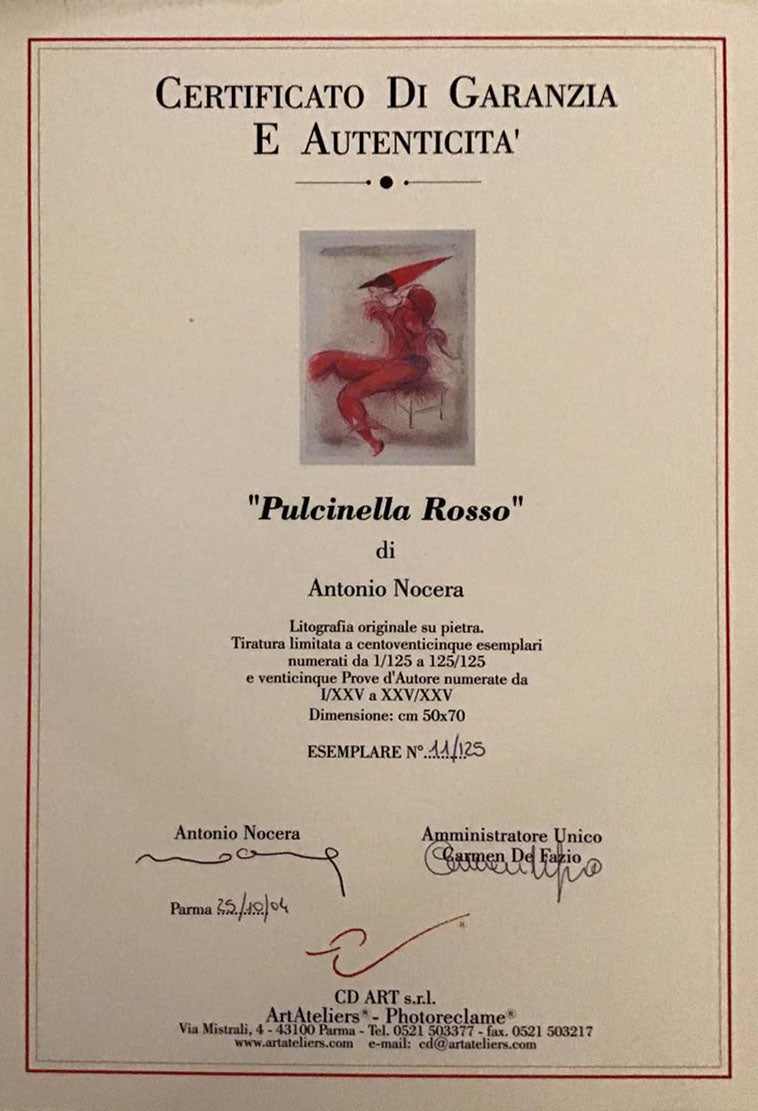 CERTIFICATO DI GARANZIA
E AUTENTICITA'
"Pulcinella Rosso"
di
Antonio Nocera
Litografia originale su pietra.
Tiratura limitata a centoventicinque esemplari
numerati da 1/125 a 125/125
e venticinque Prove d'Autore numerate da
I/XXV a XXV/XXV
Dimensione: cm 50x70
ESEMPLARE N° 11/125
Antonio Nocera
Amministratore Unico
Carmen De Fazio
Parma 25/10/04
CD ART s.r.l.
ArtAteliers® - Photoreclame®
Via Mistrali, 4 - 43100 Parma - Tel. 0521 503377 - fax. 0521 503217
www.artateliers.com e-mail: cd@artateliers.com